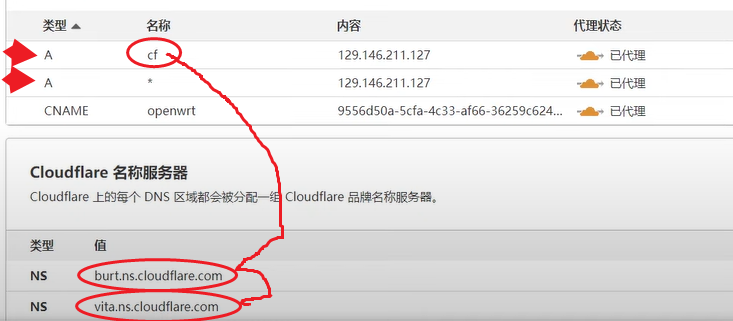 类型 名称 内容 代理状态
A cf 129.146.211.127 已代理
A * 129.146.211.127 已代理
CNAME openwrt 9556d50a-5cfa-4c33-af66-36259c624... 已代理
Cloudflare 名称服务器
Cloudflare 上的每个 DNS 区域都会被分配一组 Cloudflare 品牌名称服务器。
类型 值
NS burt.ns.cloudflare.com
NS vita.ns.cloudflare.com